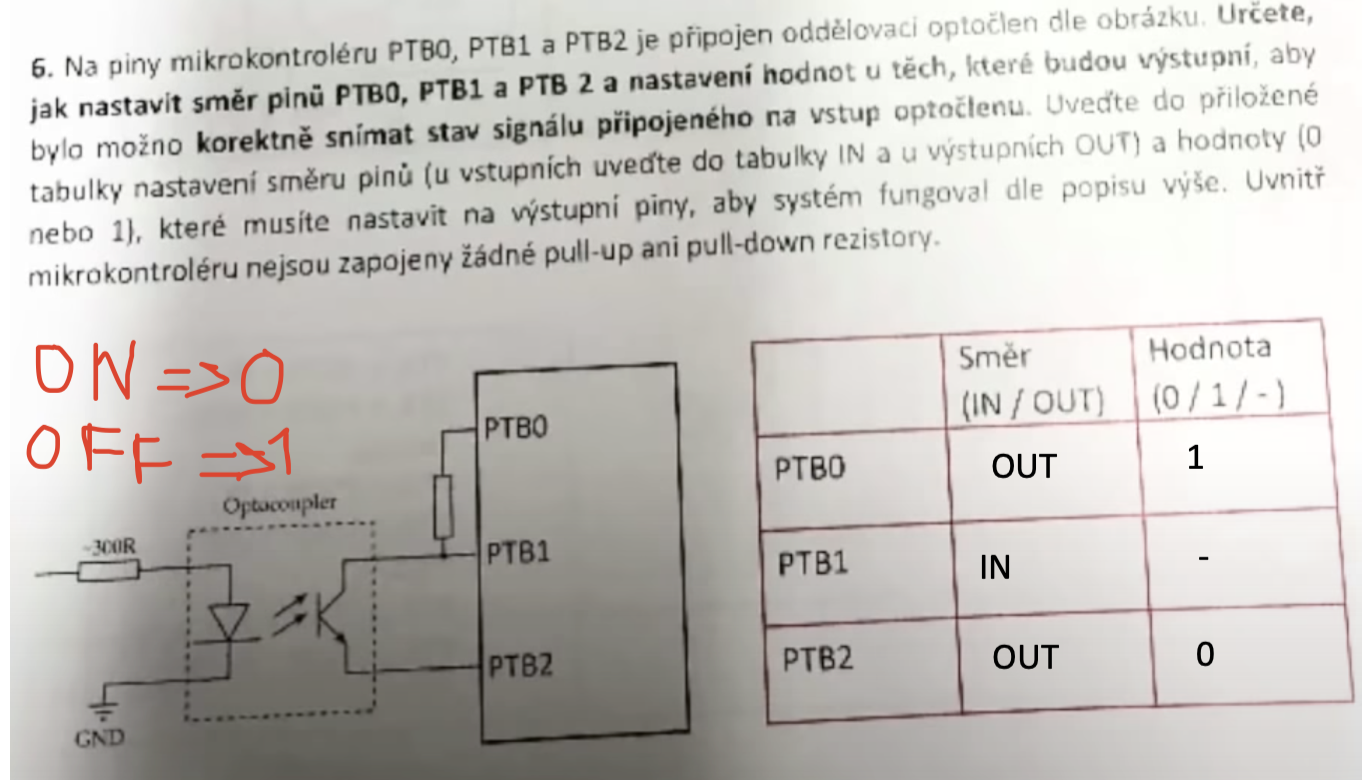 6. Na piny mikrokontroléru PTB0, PTB1 a PTB2 je připojen oddělovací optočlen dle obrázku. Určete,
jak nastavit směr pinů PTB0, PTB1 a PTB 2 a nastavení hodnot u těch, které budou výstupní, aby
bylo možno korektně snímat stav signálu připojeného na vstup optočlenu. Uveďte do přiložené
tabulky nastavení směru pinů (u vstupních uveďte do tabulky IN a u výstupních OUT) a hodnoty (0
nebo 1), které musíte nastavit na výstupní piny, aby systém fungoval dle popisu výše. Uvnitř
mikrokontroléru nejsou zapojeny žádné pull-up ani pull-down rezistory.
ON => 0
OFF => 1
Optocoupler
~300R
GND
PTB0
PTB1
PTB2
Směr Hodnota
(IN / OUT) (0 / 1 / - )
PTB0 OUT 1
PTB1 IN -
PTB2 OUT 0